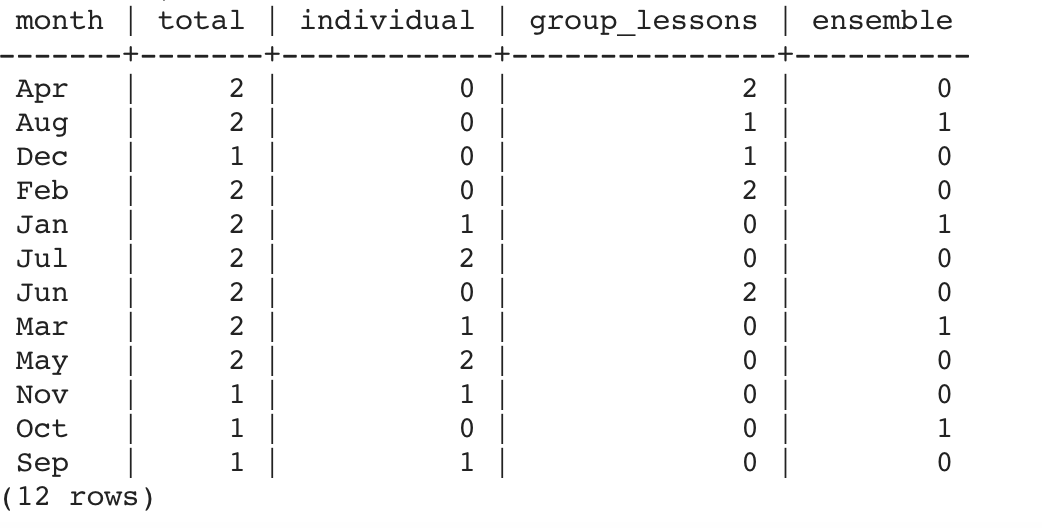 month | total | individual | group_lessons | ensemble
-------+-------+------------+---------------+----------
Apr | 2 | 0 | 2 | 0
Aug | 2 | 0 | 1 | 1
Dec | 1 | 0 | 1 | 0
Feb | 2 | 0 | 2 | 0
Jan | 2 | 1 | 0 | 1
Jul | 2 | 2 | 0 | 0
Jun | 2 | 0 | 2 | 0
Mar | 2 | 1 | 0 | 1
May | 2 | 2 | 0 | 0
Nov | 1 | 1 | 0 | 0
Oct | 1 | 0 | 0 | 1
Sep | 1 | 1 | 0 | 0
(12 rows)